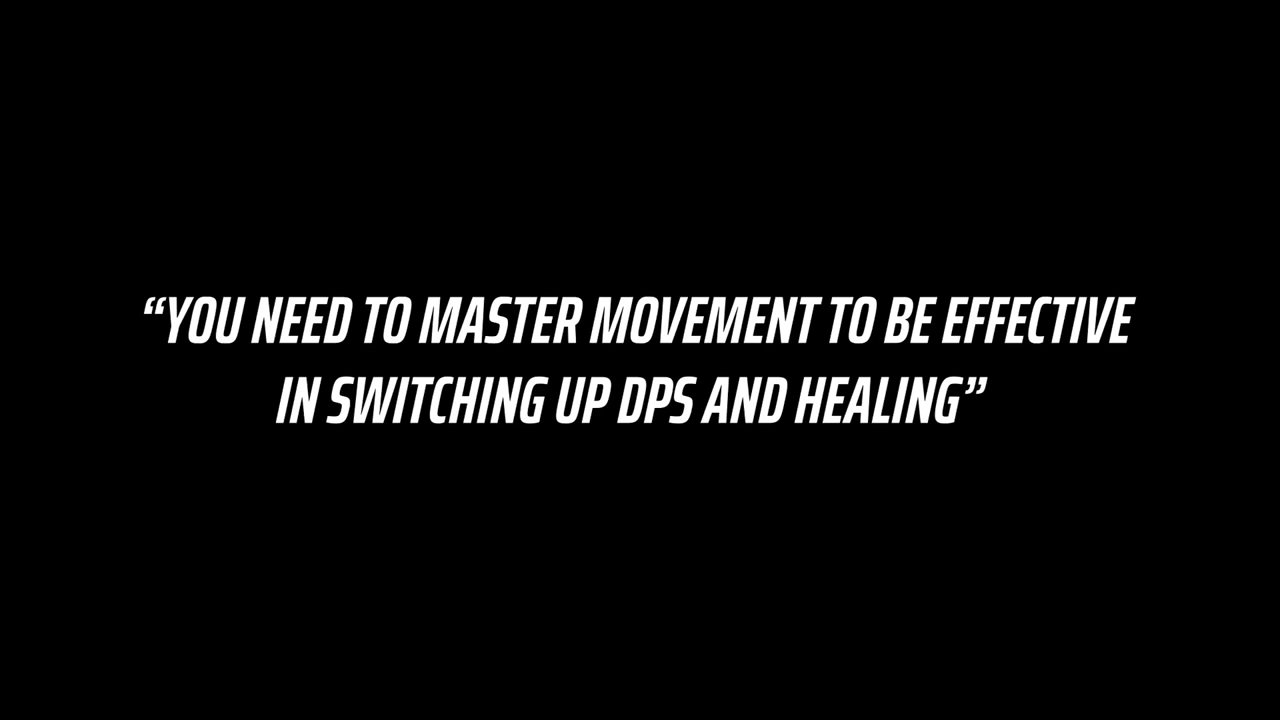 “YOU NEED TO MASTER MOVEMENT TO BE EFFECTIVE
IN SWITCHING UP DPS AND HEALING”